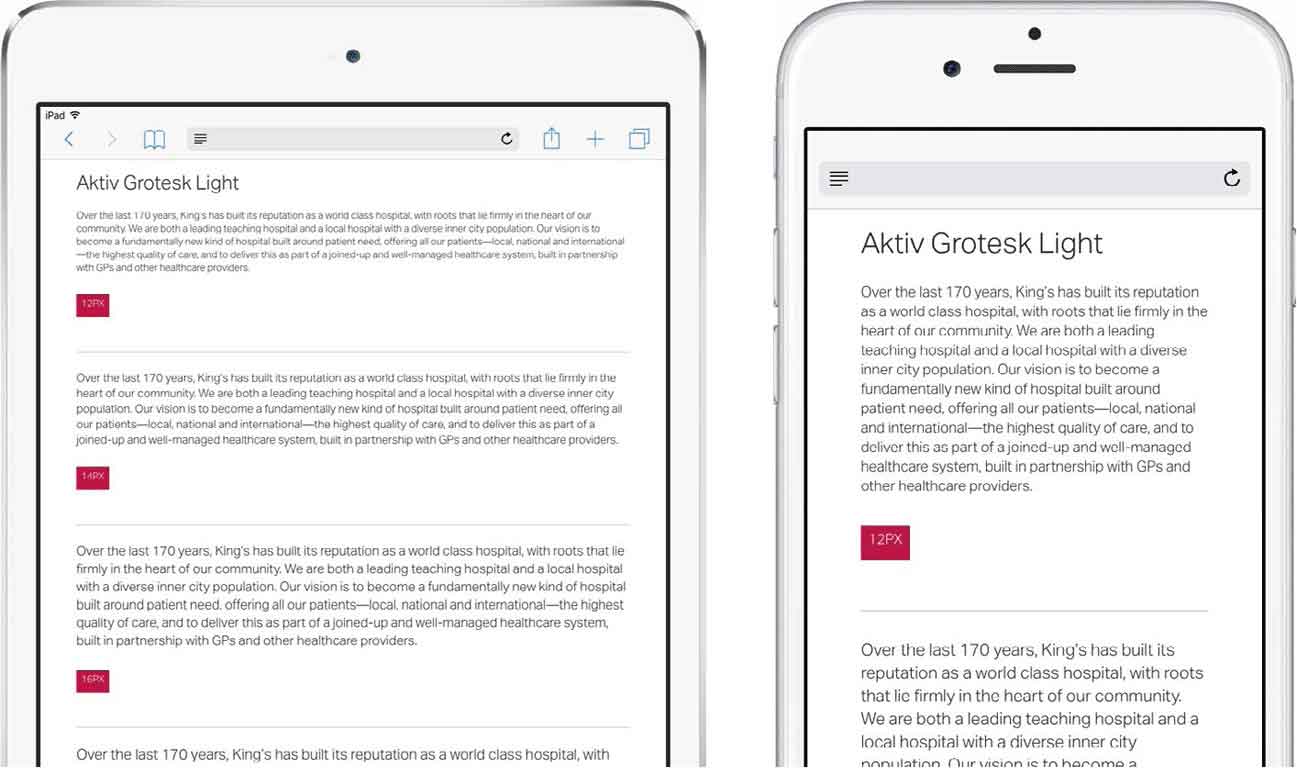 iPad
Aktiv Grotesk Light
Over the last 170 years, King's has built its reputation as a world class hospital, with roots that lie firmly in the heart of our
community. We are both a leading teaching hospital and a local hospital with a diverse inner city population. Our vision is to
become a fundamentally new kind of hospital built around patient need, offering all our patients—local, national and international
—the highest quality of care, and to deliver this as part of a joined-up and well-managed healthcare system, built in partnership
with GPs and other healthcare providers.
12PX
Over the last 170 years, King's has built its reputation as a world class hospital, with roots that lie firmly in the
heart of our community. We are both a leading teaching hospital and a local hospital with a diverse inner city
population. Our vision is to become a fundamentally new kind of hospital built around patient need, offering all
our patients—local, national and international—the highest quality of care, and to deliver this as part of a
joined-up and well-managed healthcare system, built in partnership with GPs and other healthcare providers.
14PX
Over the last 170 years, King's has built its reputation as a world class hospital, with roots that lie
firmly in the heart of our community. We are both a leading teaching hospital and a local hospital
with a diverse inner city population. Our vision is to become a fundamentally new kind of hospital
built around patient need, offering all our patients—local, national and international—the highest
quality of care, and to deliver this as part of a joined-up and well-managed healthcare system,
built in partnership with GPs and other healthcare providers.
16PX
Over the last 170 years, King's has built its reputation as a world class hospital, with
Aktiv Grotesk Light
Over the last 170 years, King's has built its reputation
as a world class hospital, with roots that lie firmly in the
heart of our community. We are both a leading
teaching hospital and a local hospital with a diverse
inner city population. Our vision is to become a
fundamentally new kind of hospital built around
patient need, offering all our patients—local, national
and international—the highest quality of care, and to
deliver this as part of a joined-up and well-managed
healthcare system, built in partnership with GPs and
other healthcare providers.
12PX
Over the last 170 years, King's has built its
reputation as a world class hospital, with roots
that lie firmly in the heart of our community.
We are both a leading teaching hospital and a
local hospital with a diverse inner city
population. Our vision is to become a